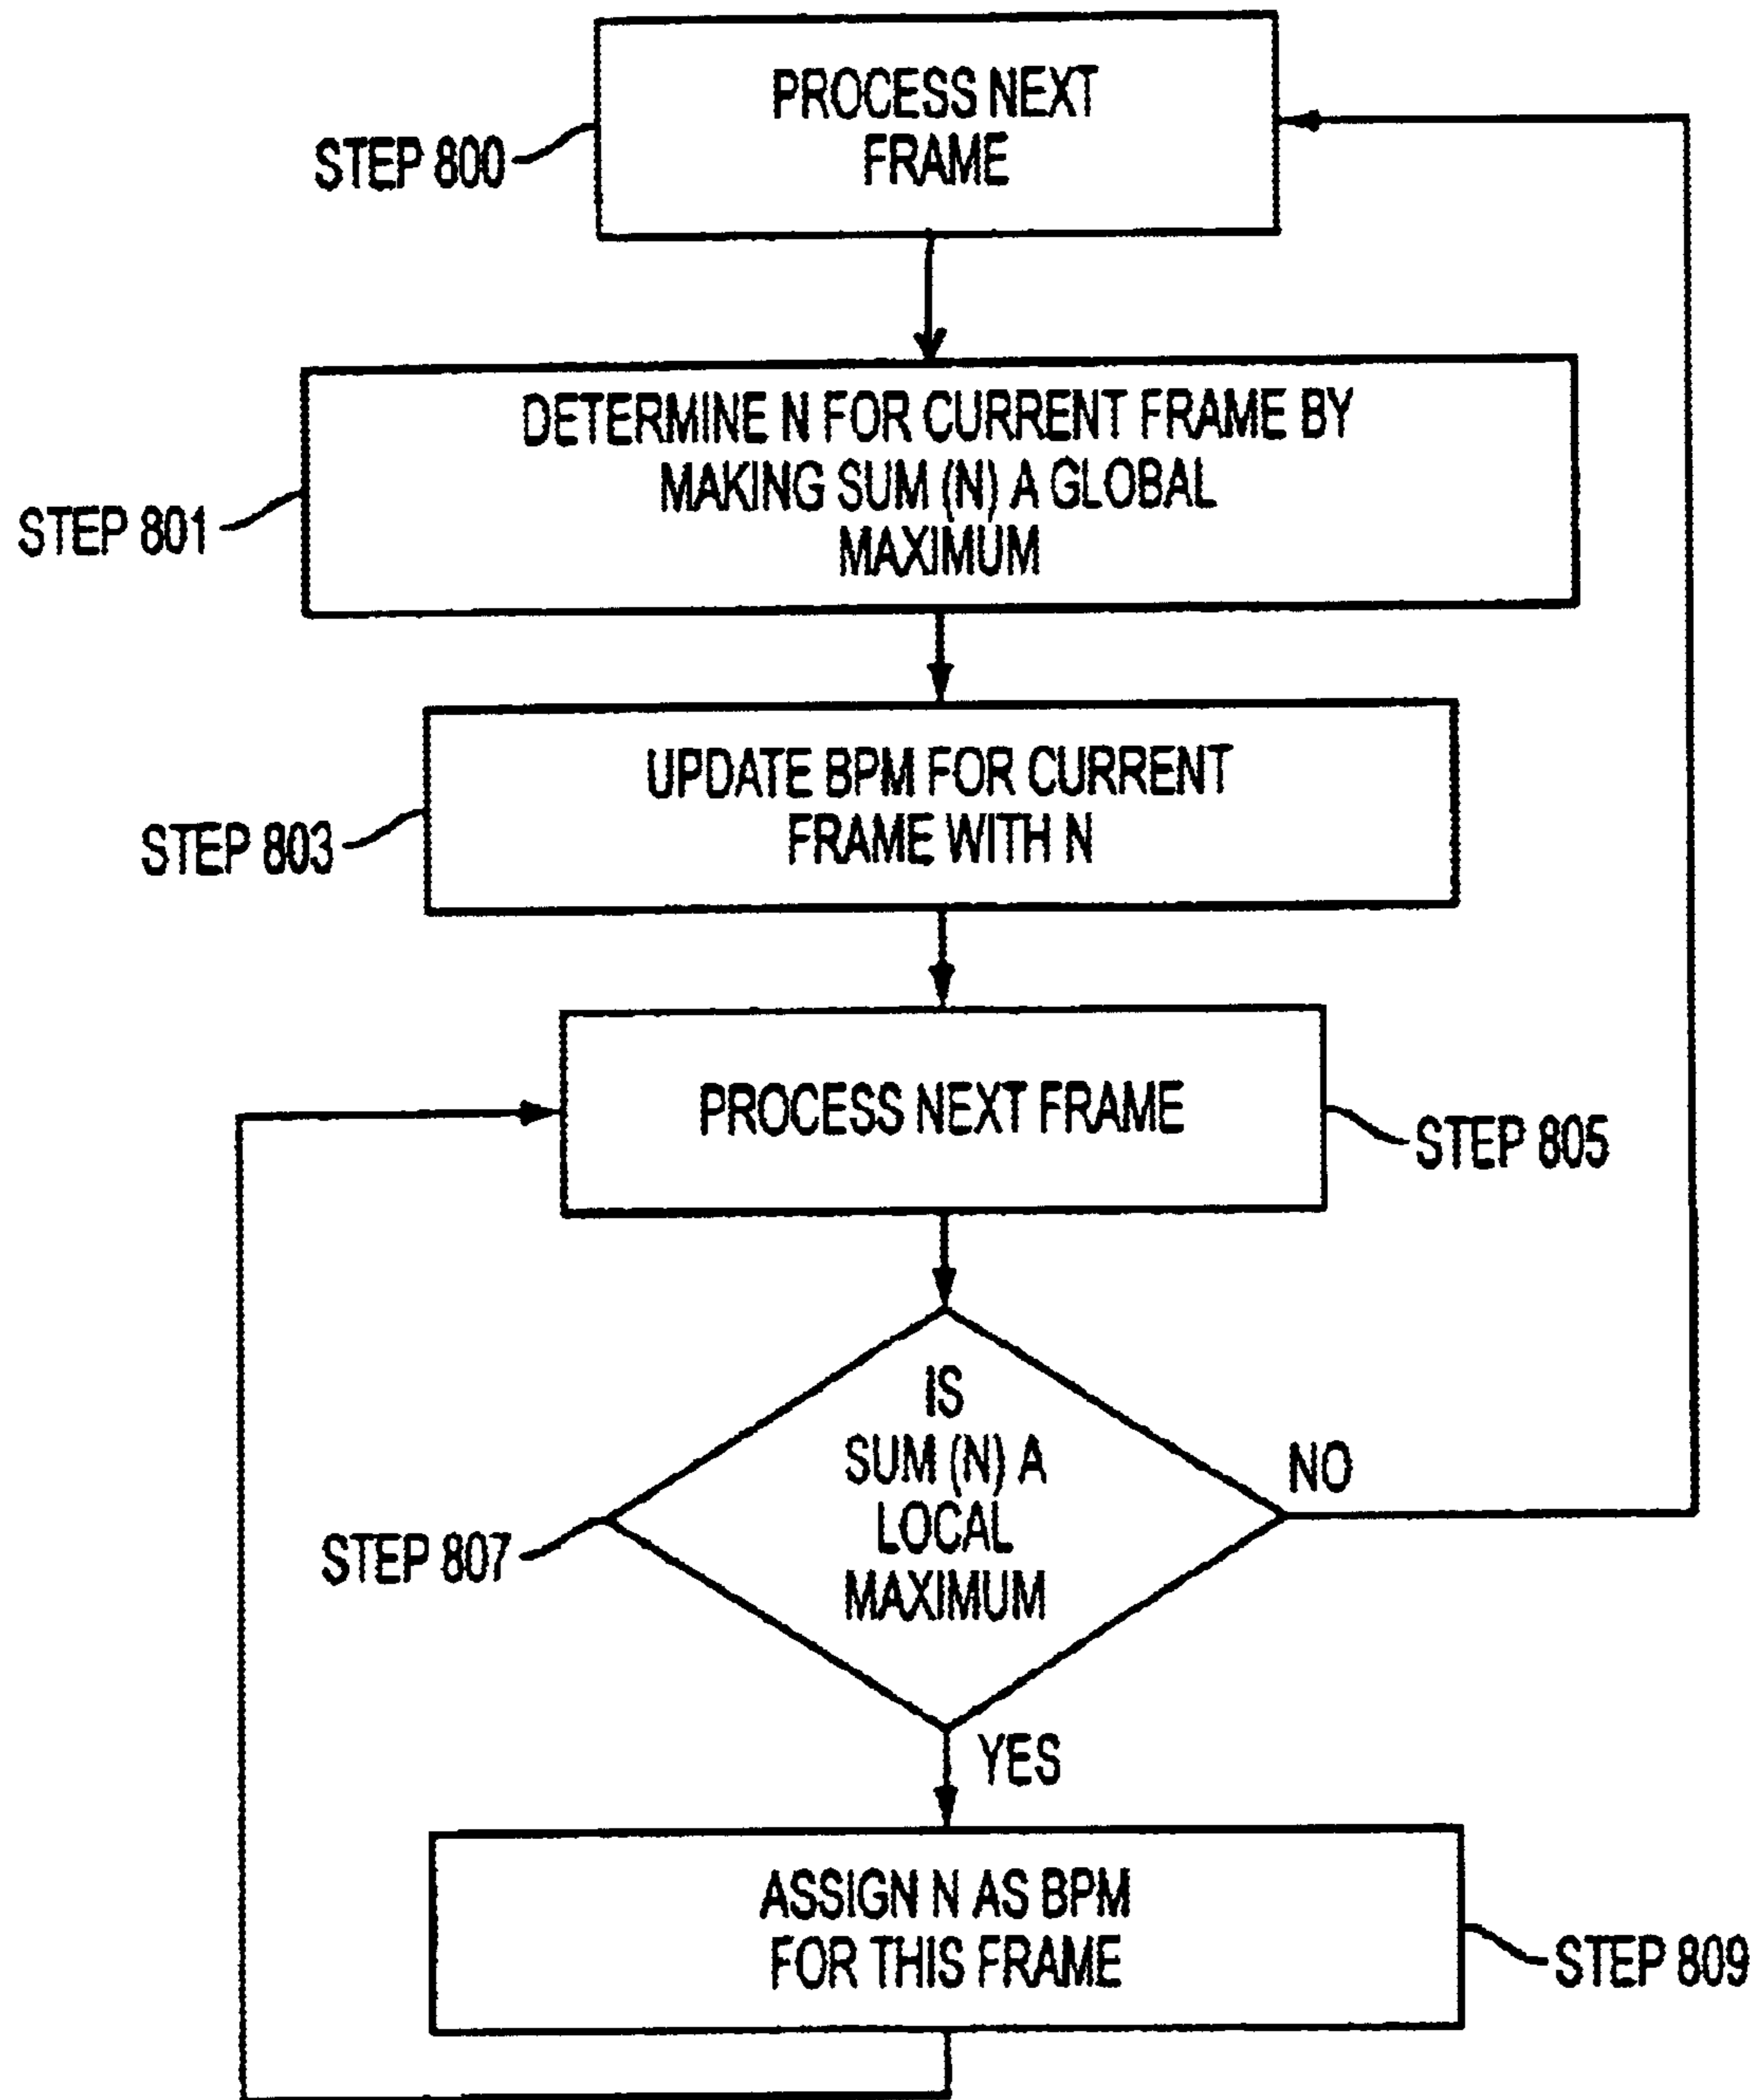 PROCESS NEXT
FRAME
STEP 800
DETERMINE N FOR CURRENT FRAME BY
MAKING SUM (N) A GLOBAL
MAXIMUM
STEP 801
UPDATE BPM FOR CURRENT
FRAME WITH N
STEP 803
PROCESS NEXT FRAME
STEP 805
IS
SUM (N) A
LOCAL
MAXIMUM
NO
STEP 807
YES
ASSIGN N AS BPM
FOR THIS FRAME
STEP 809